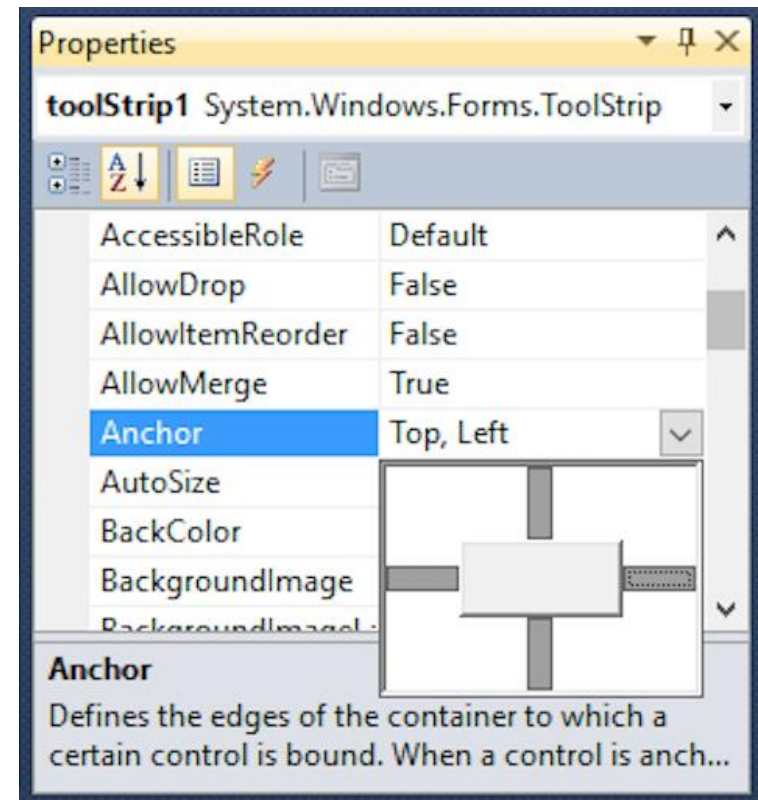 Properties
toolStrip1 System.Windows.Forms.ToolStrip
A
Z
AccessibleRole Default
AllowDrop False
AllowItemReorder False
AllowMerge True
Anchor Top, Left
AutoSize
BackColor
BackgroundImage
Anchor
Defines the edges of the container to which a
certain control is bound. When a control is anch...